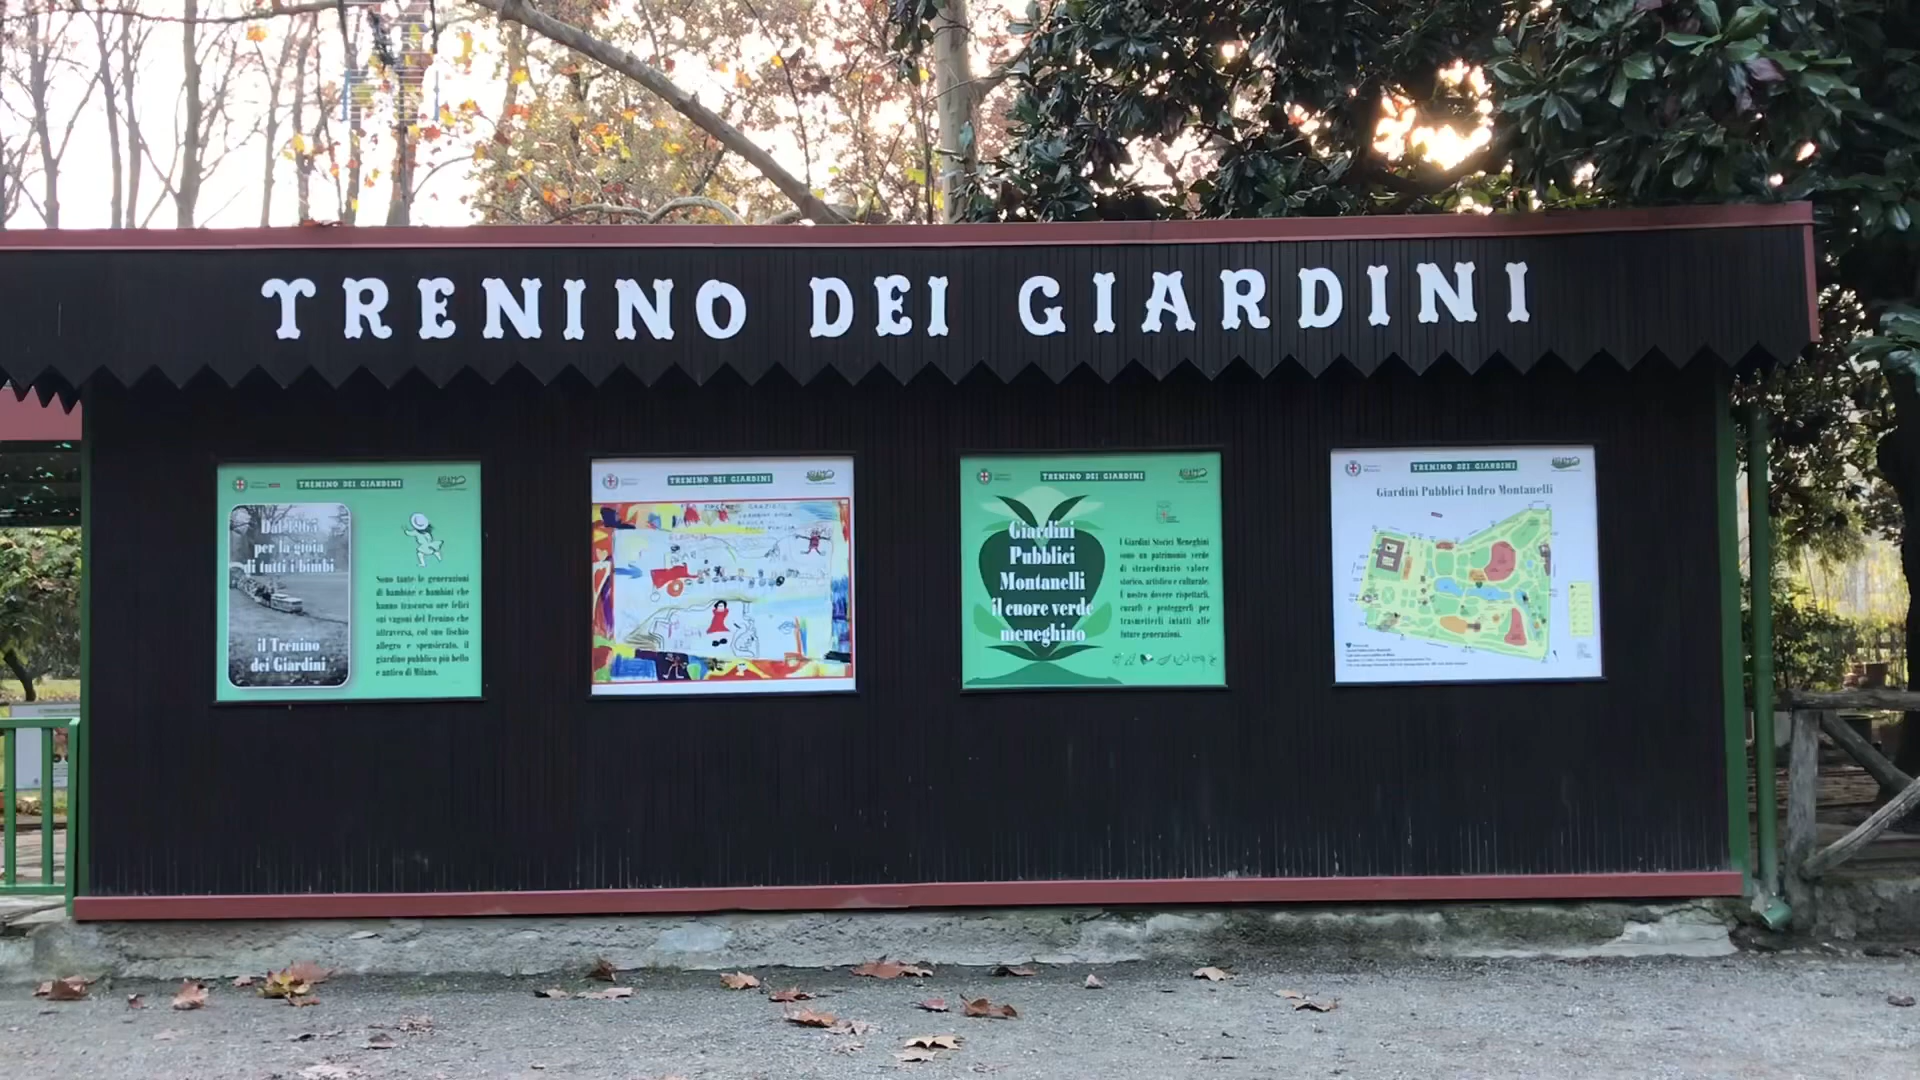 TRENINO DEI GIARDINI
TRENINO DEI GIARDINI
per la gioia
di tutti i bimbi
il Trenino
dei Giardini
Sono tante le generazioni
di bambine e bambini che
hanno trascorso ore felici
sui vagoni del Trenino che
attraversa, col suo fischio
allegro e spensierato, il
giardino pubblico più bello
e antico di Milano.
TRENINO DEI GIARDINI
TRENINO DEI GIARDINI
Giardini
Pubblici
Montanelli
il cuore verde
meneghino
I Giardini Storici Meneghini
sono un patrimonio verde
di straordinario valore
storico, artistico e culturale.
È nostro dovere rispettarli,
curarli e proteggerli per
trasmetterli intatti alle
future generazioni.
TRENINO DEI GIARDINI
Giardini Pubblici Indro Montanelli